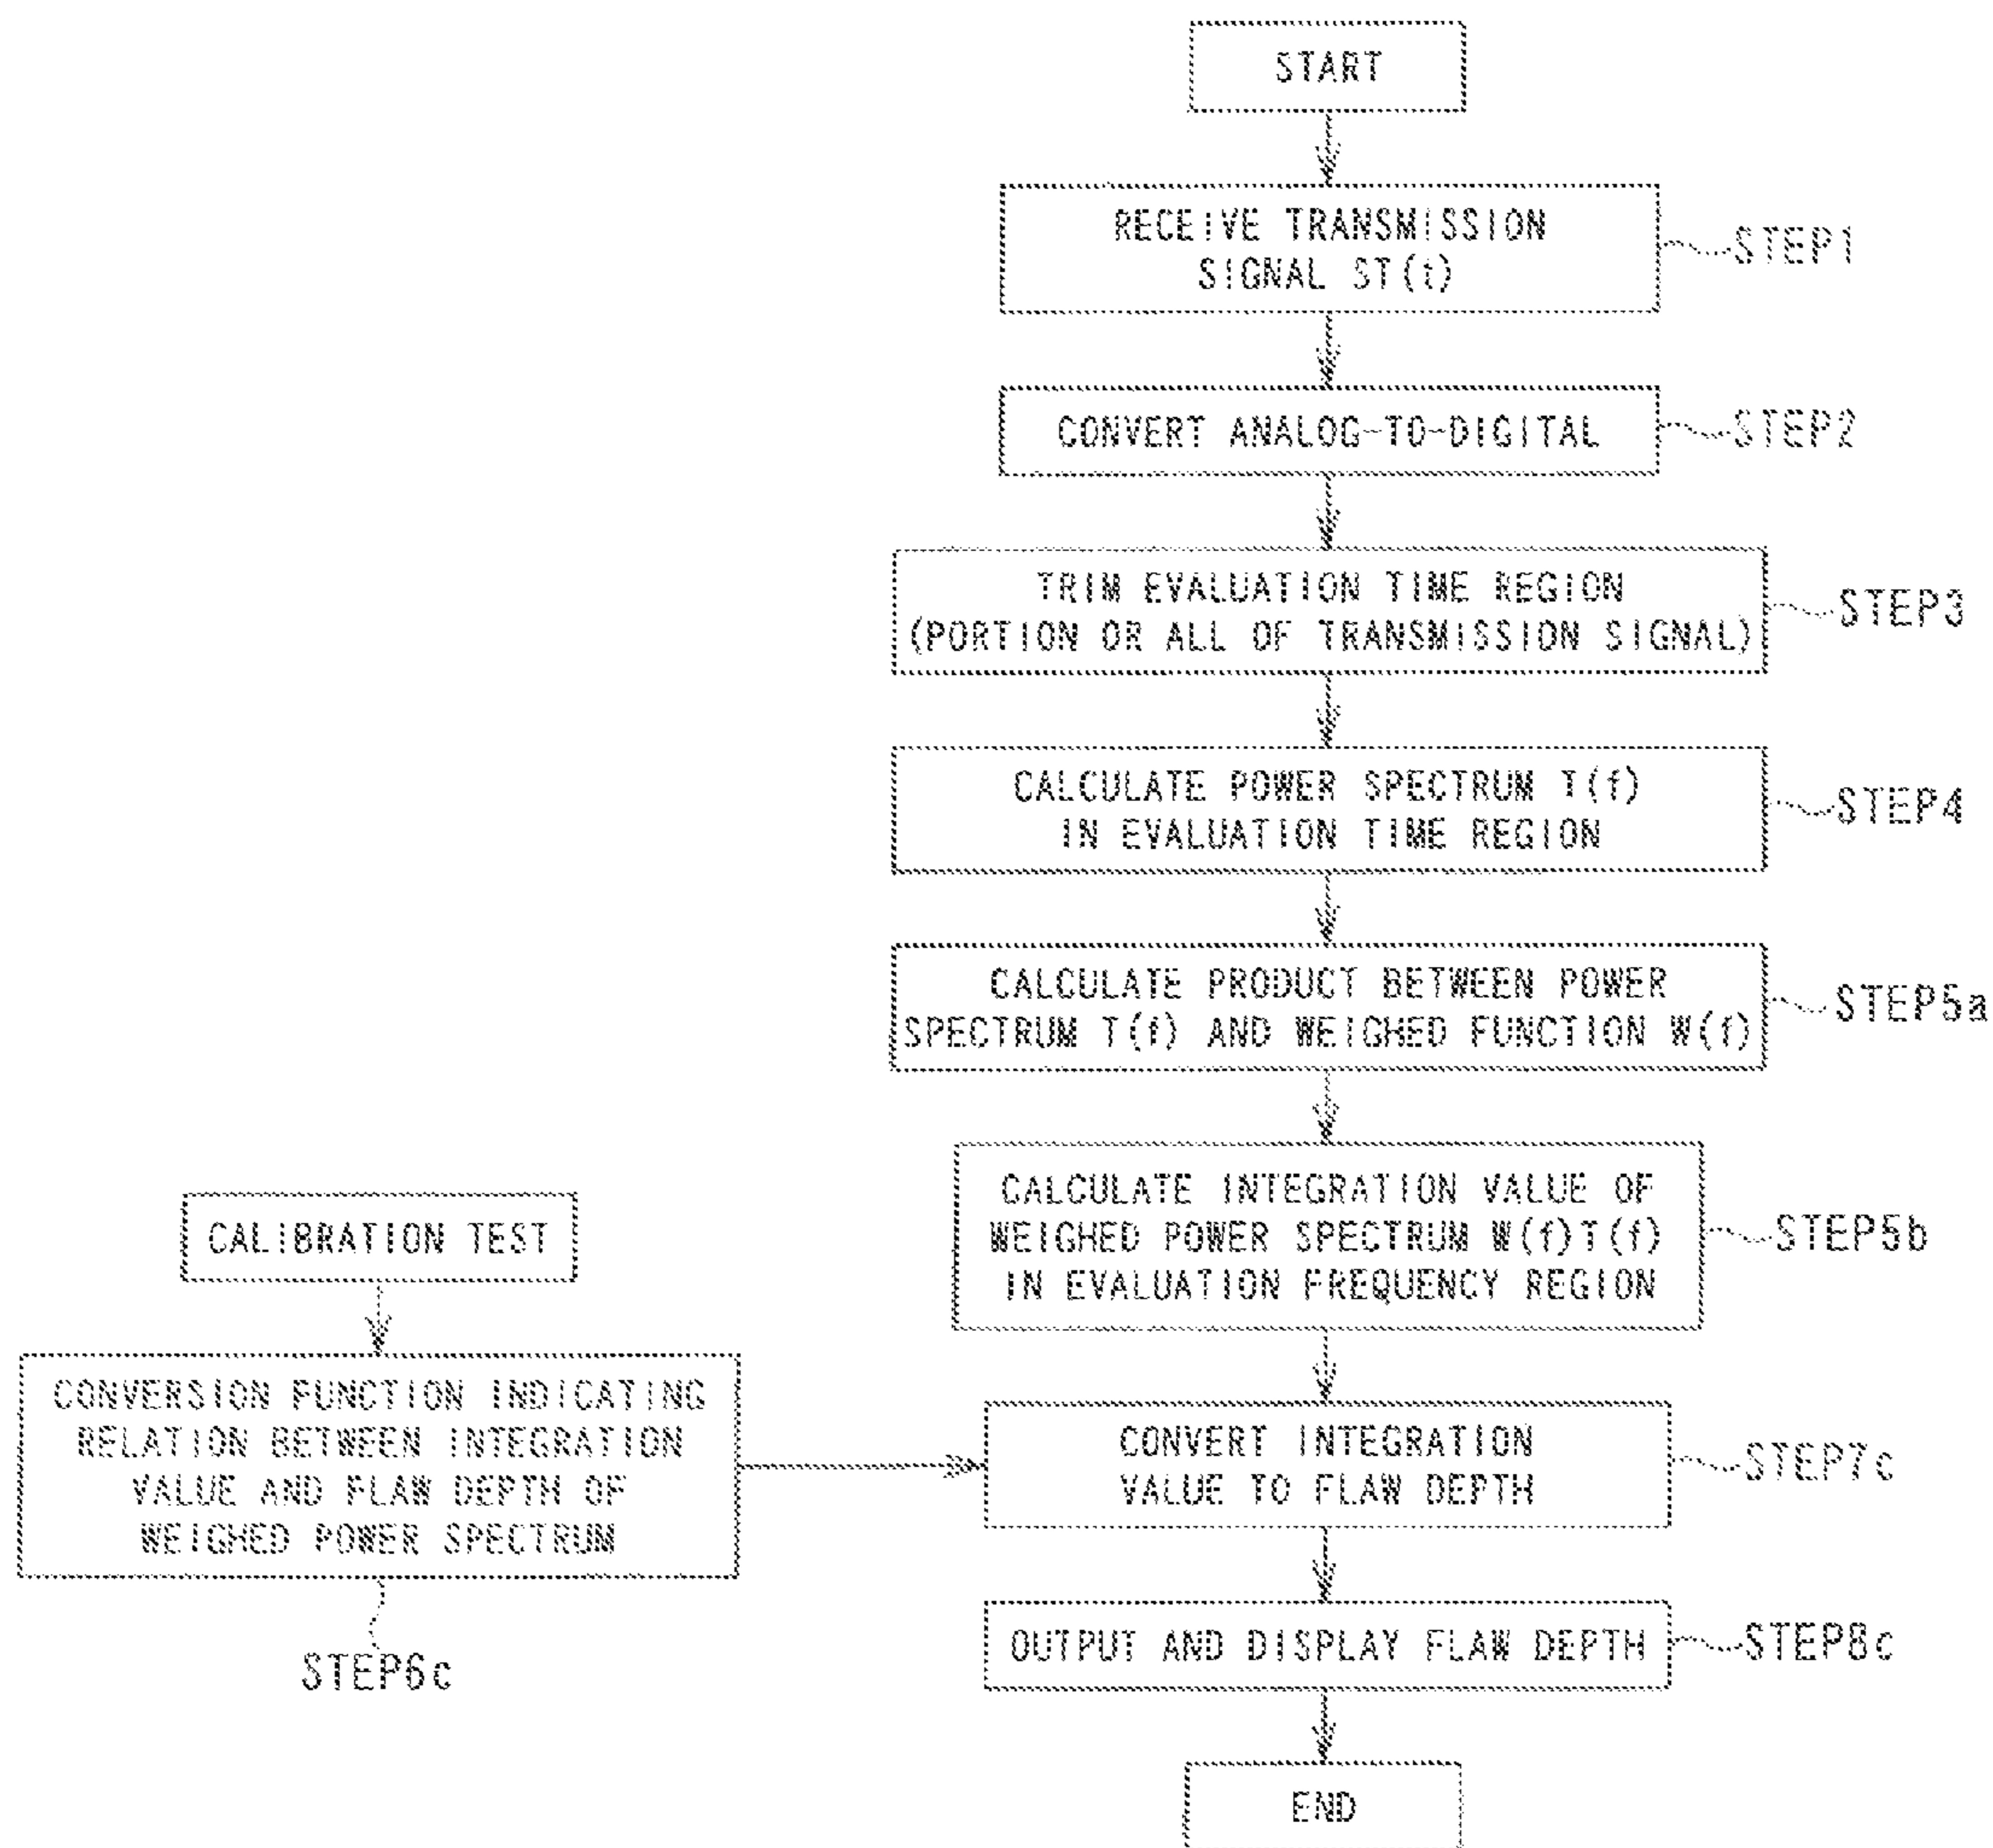 START
RECEIVE TRANSMISSION
SIGNAL ST(t)
STEP1
CONVERT ANALOG-TO-DIGITAL
STEP2
TRIM EVALUATION TIME REGION
(PORTION OR ALL OF TRANSMISSION SIGNAL)
STEP3
CALCULATE POWER SPECTRUM T(f)
IN EVALUATION TIME REGION
STEP4
CALCULATE PRODUCT BETWEEN POWER
SPECTRUM T(f) AND WEIGHED FUNCTION W(f)
STEP5a
CALCULATE INTEGRATION VALUE OF
WEIGHED POWER SPECTRUM W(f)T(f)
IN EVALUATION FREQUENCY REGION
STEP5b
CALIBRATION TEST
CONVERSION FUNCTION INDICATING
RELATION BETWEEN INTEGRATION
VALUE AND FLAW DEPTH OF
WEIGHED POWER SPECTRUM
STEP6c
CONVERT INTEGRATION
VALUE TO FLAW DEPTH
STEP7c
OUTPUT AND DISPLAY FLAW DEPTH
STEP8c
END